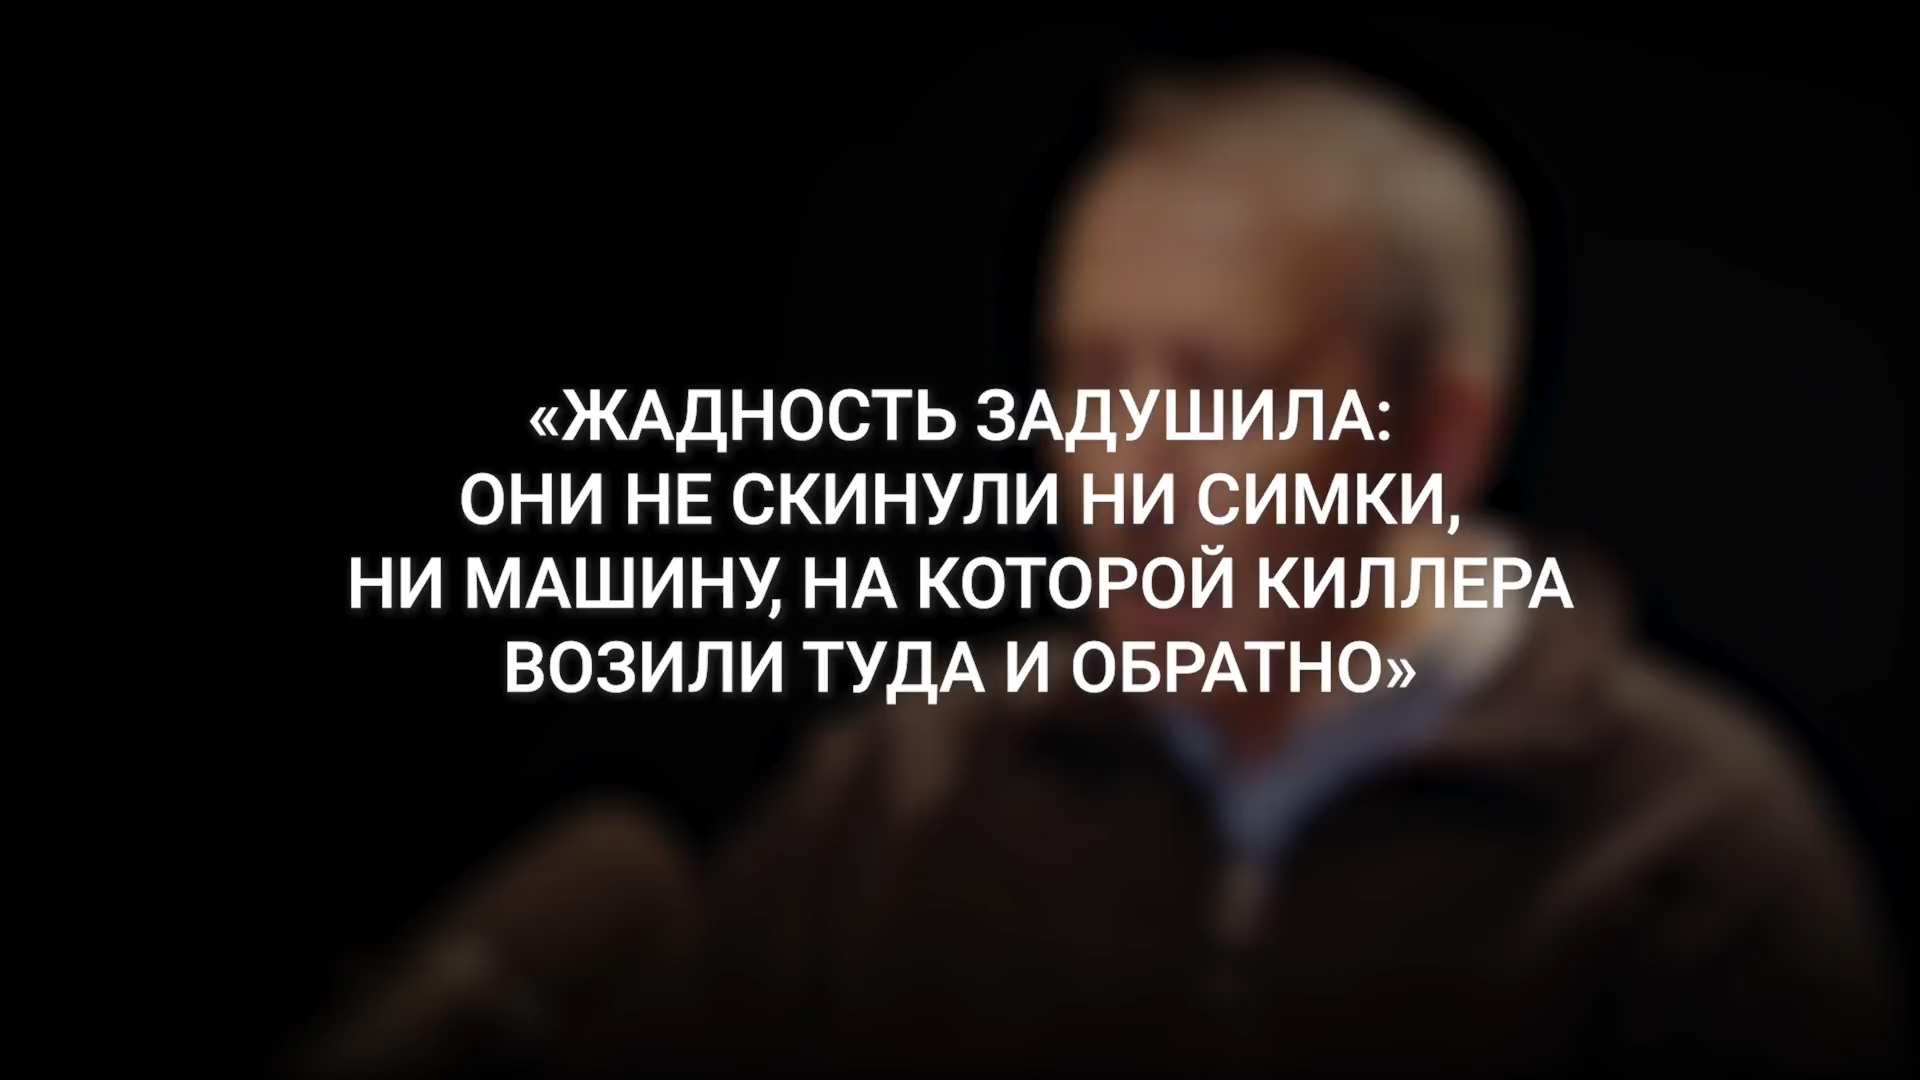 «ЖАДНОСТЬ ЗАДУШИЛА:
ОНИ НЕ СКИНУЛИ НИ СИМКИ,
НИ МАШИНУ, НА КОТОРОЙ КИЛЛЕРА
ВОЗИЛИ ТУДА И ОБРАТНО»